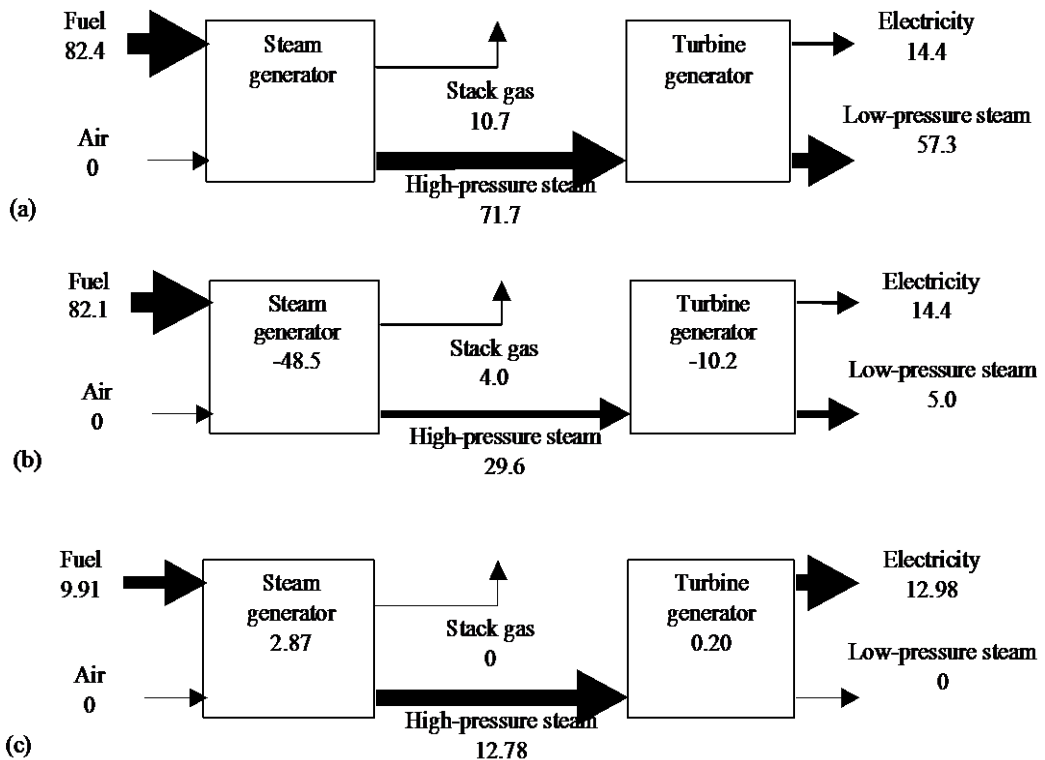 Fuel
82.4
Air
0
Steam
generator
Stack gas
10.7
High-pressure steam
71.7
Turbine
generator
Electricity
14.4
Low-pressure steam
57.3
(a)
Fuel
82.1
Air
0
Steam
generator
-48.5
Stack gas
4.0
High-pressure steam
29.6
Turbine
generator
-10.2
Electricity
14.4
Low-pressure steam
5.0
(b)
Fuel
9.91
Air
0
Steam
generator
2.87
Stack gas
0
High-pressure steam
12.78
Turbine
generator
0.20
Electricity
12.98
Low-pressure steam
0
(c)